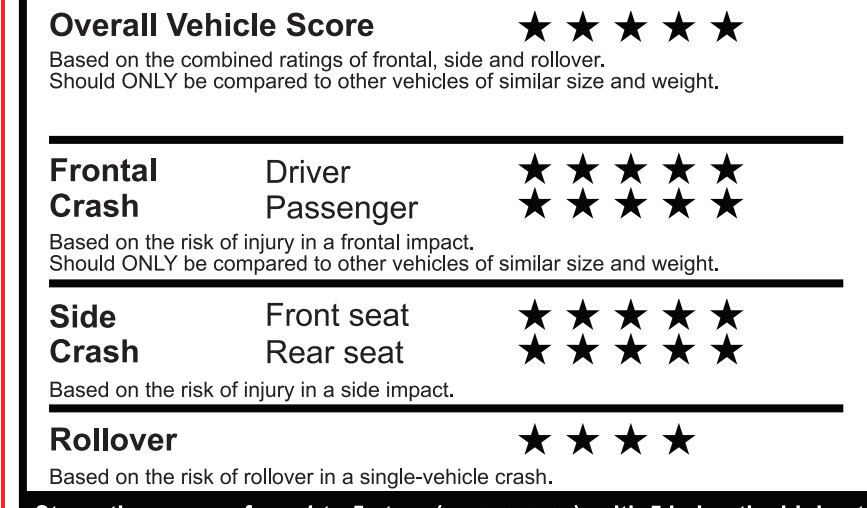 Overall Vehicle Score ★ ★ ★ ★ ★
Based on the combined ratings of frontal, side and rollover.
Should ONLY be compared to other vehicles of similar size and weight.
Frontal Driver ★ ★ ★ ★ ★
Crash Passenger ★ ★ ★ ★ ★
Based on the risk of injury in a frontal impact.
Should ONLY be compared to other vehicles of similar size and weight.
Side Front seat ★ ★ ★ ★ ★
Crash Rear seat ★ ★ ★ ★ ★
Based on the risk of injury in a side impact.
Rollover ★ ★ ★ ★
Based on the risk of rollover in a single-vehicle crash.